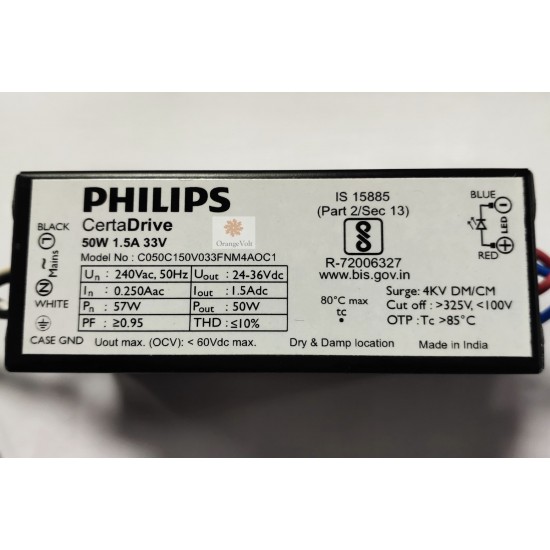 PHILIPS
CertaDrive
50W 1.5A 33V
Model No : C050C150V033FNM4AOC1
OrangeVolt
BLACK
L
~ Mains
N
WHITE
CASE GND
Un : 240Vac, 50Hz Uout : 24-36Vdc
In : 0.250Aac Iout : 1.5Adc
Pn : 57W Pout : 50W
PF : ≥0.95 THD : ≤10%
Uout max. (OCV): < 60Vdc max.
IS 15885
(Part 2/Sec 13)
R-72006327
www.bis.gov.in
80°C max
tc
Dry & Damp location
BLUE
LED
RED
Surge: 4KV DM/CM
Cut off : >325V, <100V
OTP : Tc >85°C
Made in India